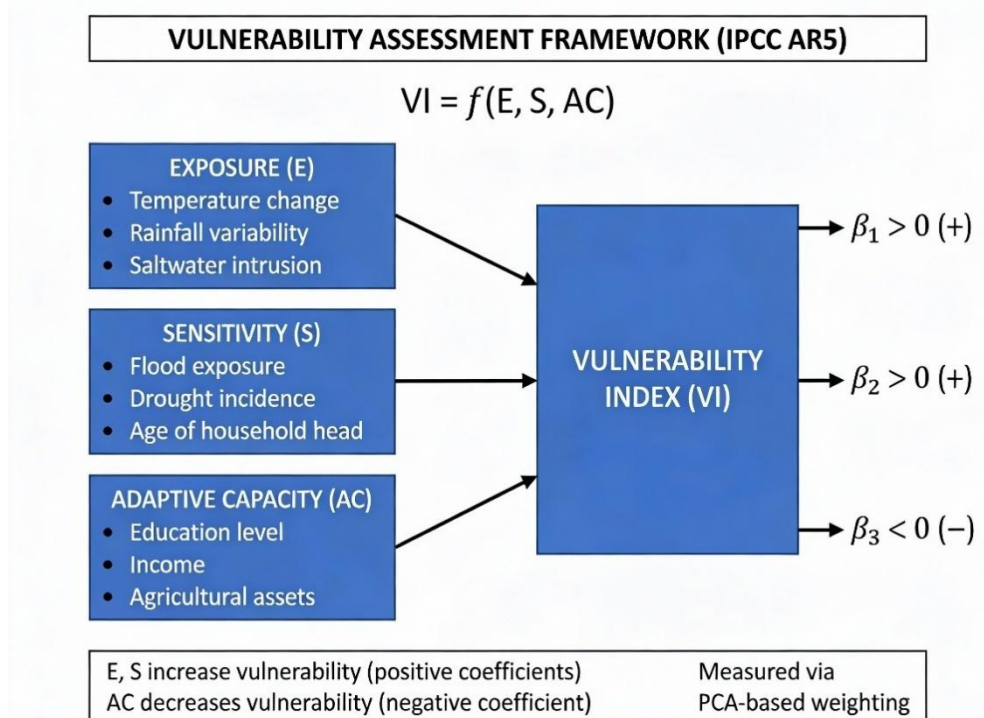 VULNERABILITY ASSESSMENT FRAMEWORK (IPCC AR5)
VI = f(E, S, AC)
EXPOSURE (E)
• Temperature change
• Rainfall variability
• Saltwater intrusion
SENSITIVITY (S)
• Flood exposure
• Drought incidence
• Age of household head
ADAPTIVE CAPACITY (AC)
• Education level
• Income
• Agricultural assets
VULNERABILITY
INDEX (VI)
β₁ > 0 (+)
β₂ > 0 (+)
β₃ < 0 (−)
E, S increase vulnerability (positive coefficients)
AC decreases vulnerability (negative coefficient)
Measured via
PCA-based weighting